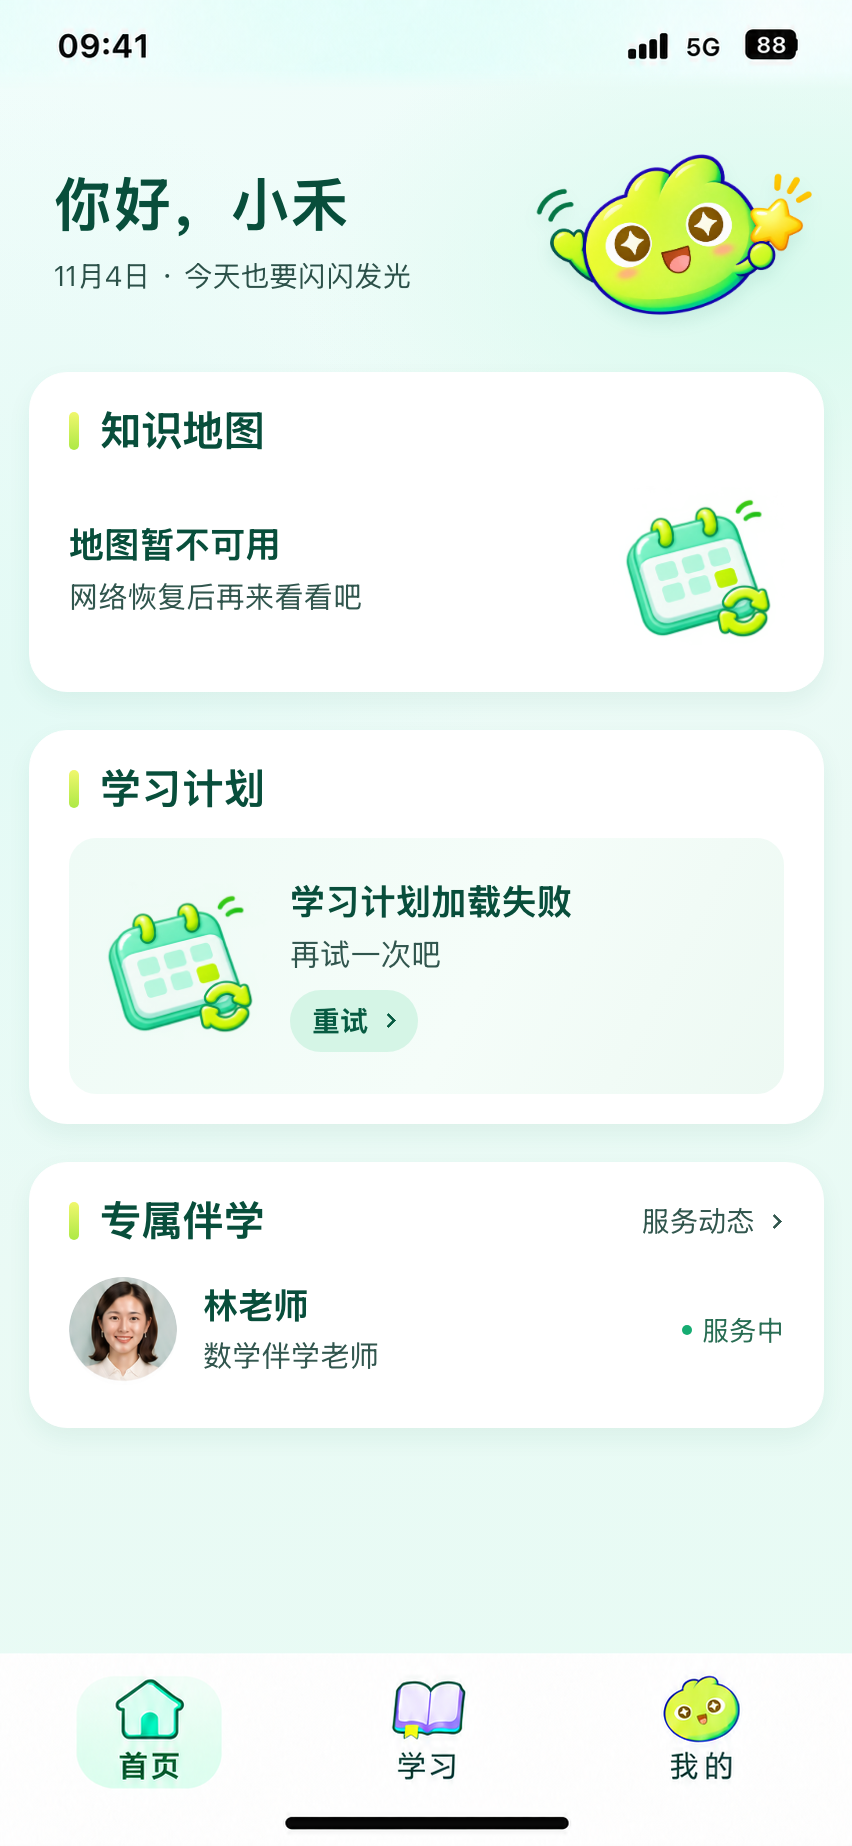 09:41
5G
88
你好，小禾
11月4日 · 今天也要闪闪发光
知识地图
地图暂不可用
网络恢复后再来看看吧
学习计划
学习计划加载失败
再试一次吧
重试 >
专属伴学
服务动态 >
林老师
数学伴学老师
服务中
首页
学习
我的